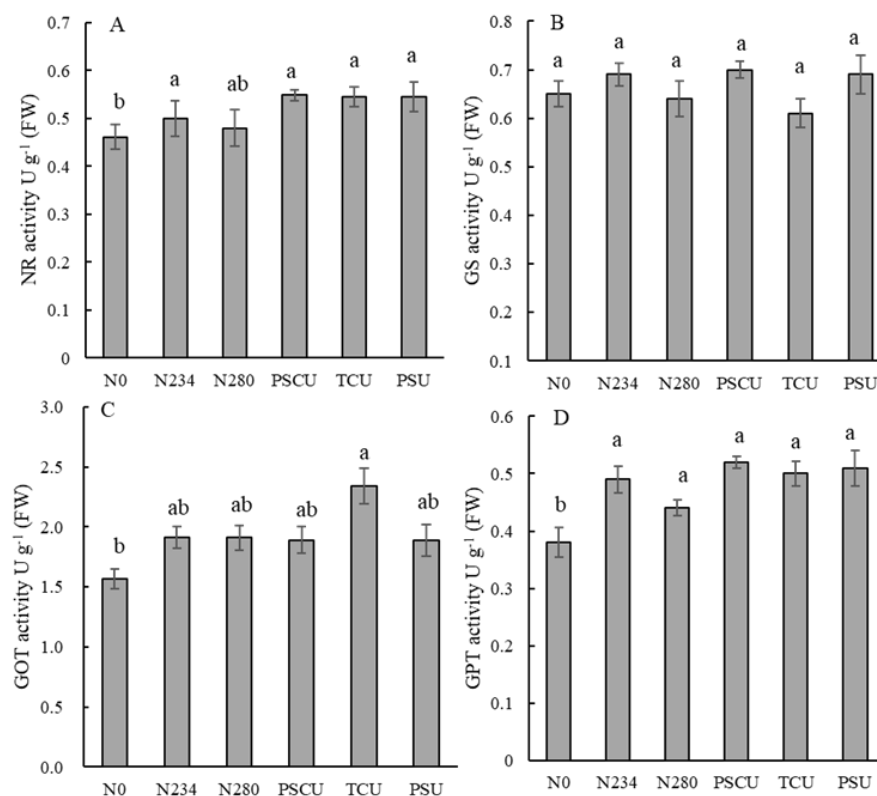 A
NR activity U g⁻¹ (FW)
0.7
0.6
0.5
0.4
0.3
0.2
0.1
0
b
a
ab
a
a
a
N0 N234 N280 PSCU TCU PSU
B
GS activity U g⁻¹ (FW)
0.8
0.7
0.6
0.5
0.4
0.3
0.2
0.1
a
a
a
a
a
a
N0 N234 N280 PSCU TCU PSU
C
GOT activity U g⁻¹ (FW)
3.0
2.5
2.0
1.5
1.0
0.5
0.0
b
ab
ab
ab
a
ab
N0 N234 N280 PSCU TCU PSU
D
GPT activity U g⁻¹ (FW)
0.6
0.5
0.4
0.3
0.2
0.1
0
b
a
a
a
a
a
N0 N234 N280 PSCU TCU PSU